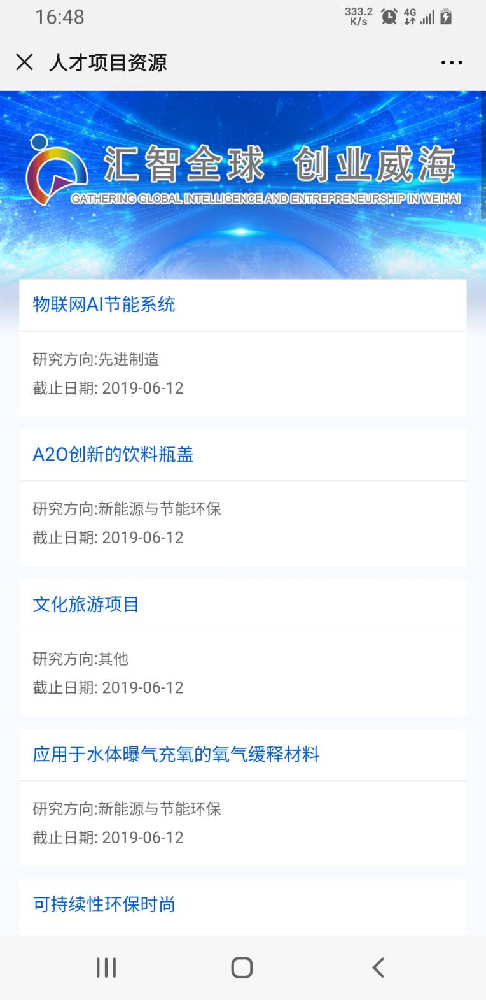 16:48
333.2
K/s
4G
人才项目资源
汇智全球 创业威海
GATHERING GLOBAL INTELLIGENCE AND ENTREPRENEURSHIP IN WEIHAI
物联网AI节能系统
研究方向:先进制造
截止日期: 2019-06-12
A2O创新的饮料瓶盖
研究方向:新能源与节能环保
截止日期: 2019-06-12
文化旅游项目
研究方向:其他
截止日期: 2019-06-12
应用于水体曝气充氧的氧气缓释材料
研究方向:新能源与节能环保
截止日期: 2019-06-12
可持续性环保时尚